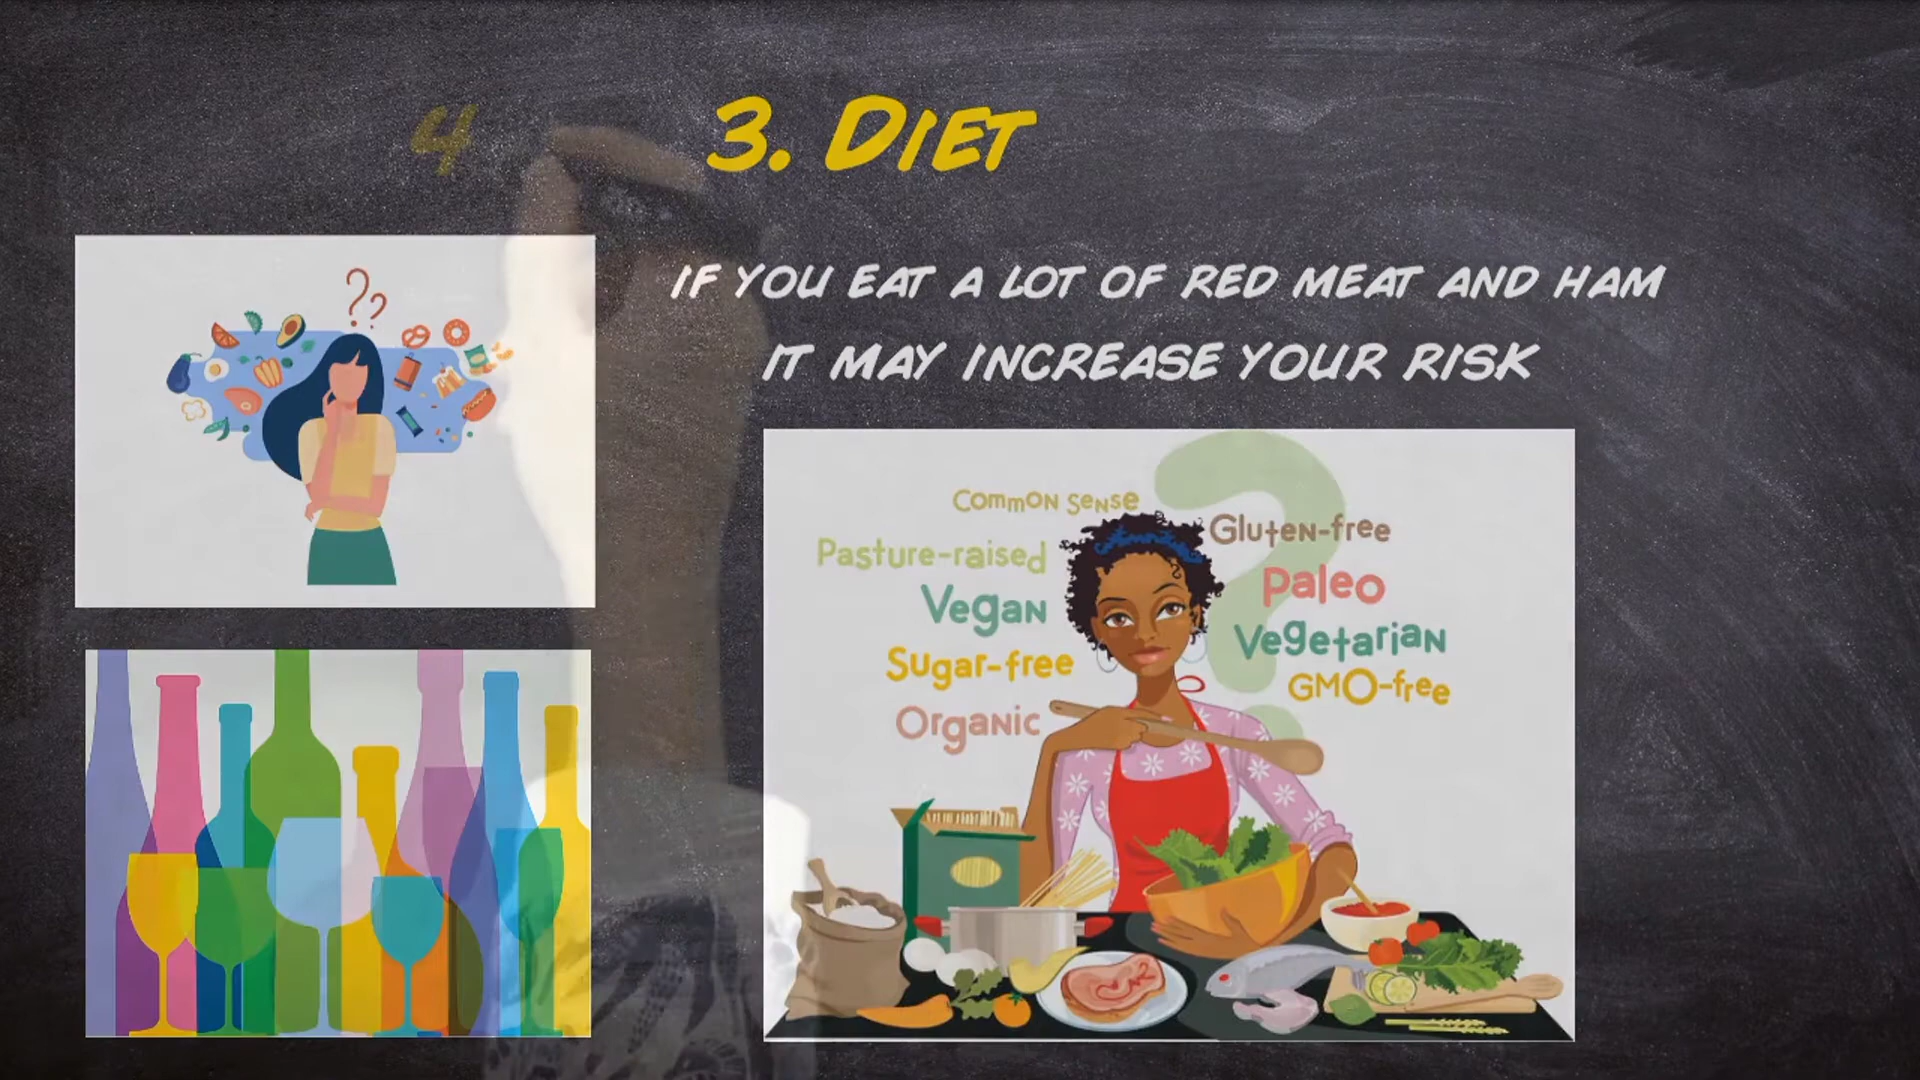 4
3. DIET
IF YOU EAT A LOT OF RED MEAT AND HAM
IT MAY INCREASE YOUR RISK
Common Sense
Gluten-free
Pasture-raised
Paleo
Vegan
Vegetarian
Sugar-free
GMO-free
Organic